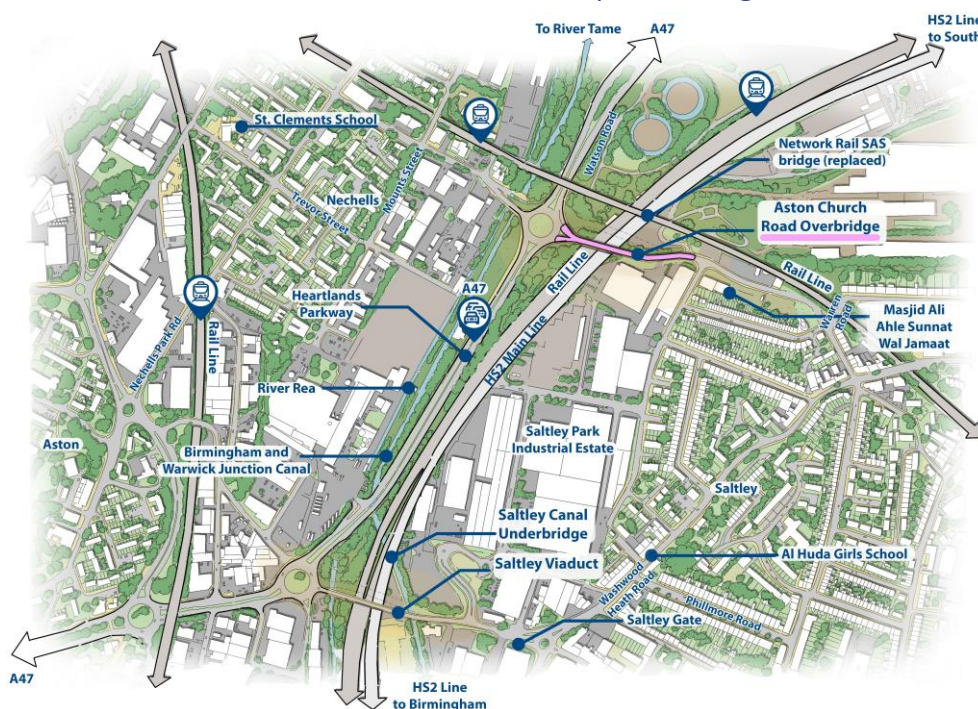 To River Tame
A47
HS2 Line
to South
St. Clements School
Mounts Street
Watson Road
Network Rail SAS
bridge (replaced)
Nechells
Trevor Street
Aston Church
Road Overbridge
Rail Line
Rail Line
Heartlands
Parkway
A47
Warren
Road
Masjid Ali
Ahle Sunnat
Wal Jamaat
Nechells Park Rd
Rail Line
HS2 Main Line
River Rea
Saltley Park
Industrial Estate
Aston
Birmingham and
Warwick Junction Canal
Saltley
Saltley Canal
Underbridge
Al Huda Girls School
Saltley Viaduct
Washwood
Heath Road
Phillmore Road
Saltley Gate
A47
HS2 Line
to Birmingham